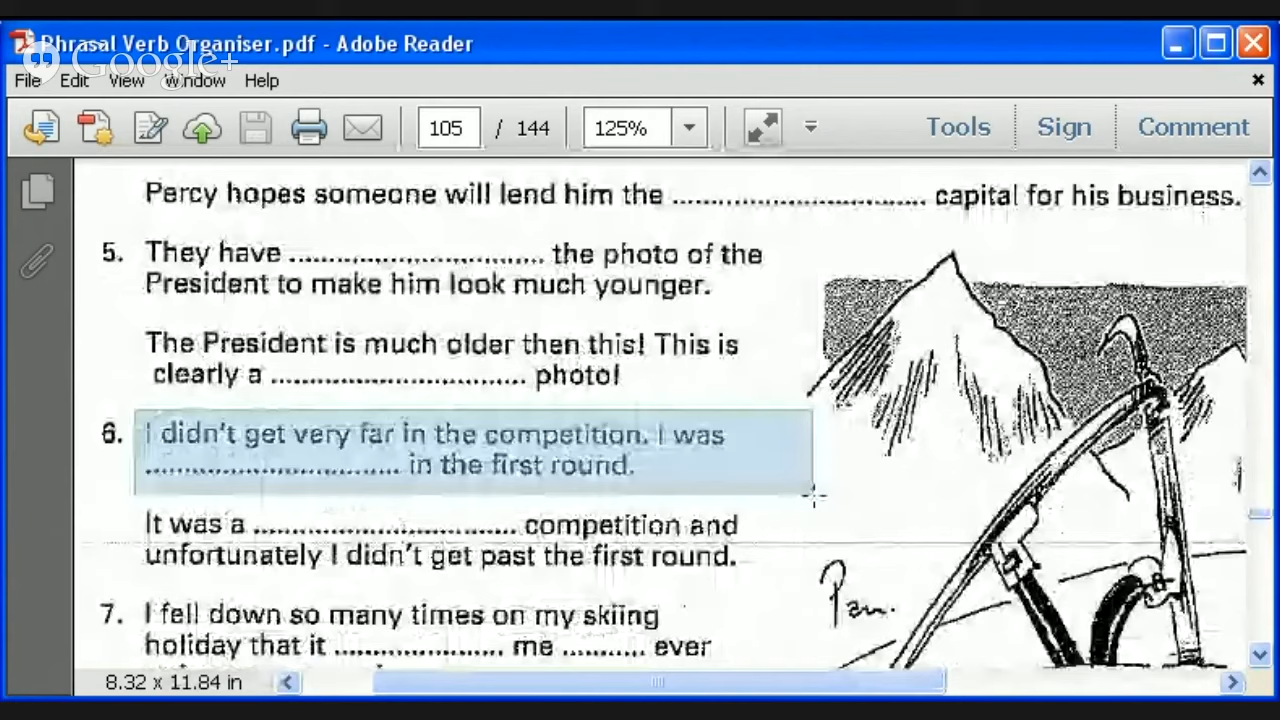 Phrasal Verb Organiser.pdf - Adobe Reader
Google+
File Edit View Window Help
105 / 144 125% Tools Sign Comment
Percy hopes someone will lend him the ................................ capital for his business.
5. They have ................................ the photo of the
President to make him look much younger.
The President is much older then this! This is
clearly a ................................ photo!
6. I didn't get very far in the competition. I was
................................ in the first round.
It was a ................................ competition and
unfortunately I didn't get past the first round.
7. I fell down so many times on my skiing
holiday that it ..................... me .......... ever
8.32 x 11.84 in